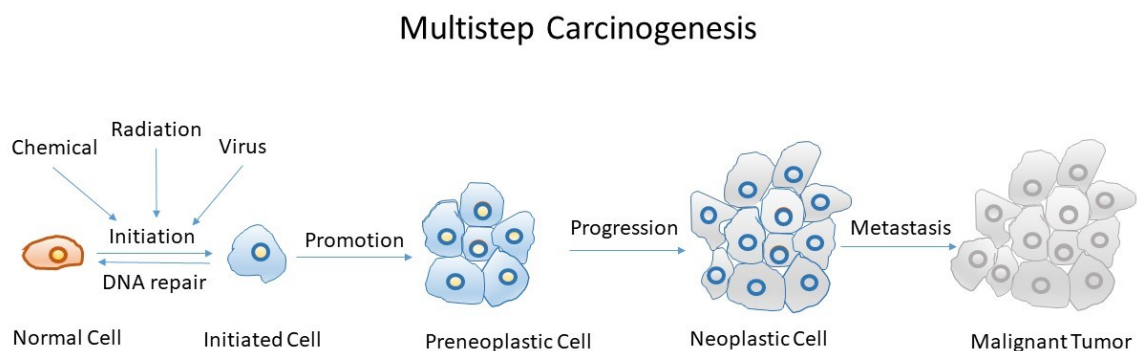 Multistep Carcinogenesis
Radiation
Chemical
Virus
Initiation
DNA repair
Promotion
Progression
Metastasis
Normal Cell
Initiated Cell
Preneoplastic Cell
Neoplastic Cell
Malignant Tumor